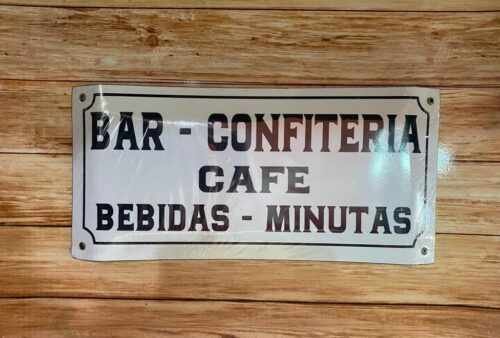 BAR - CONFITERIA
CAFE
BEBIDAS - MINUTAS